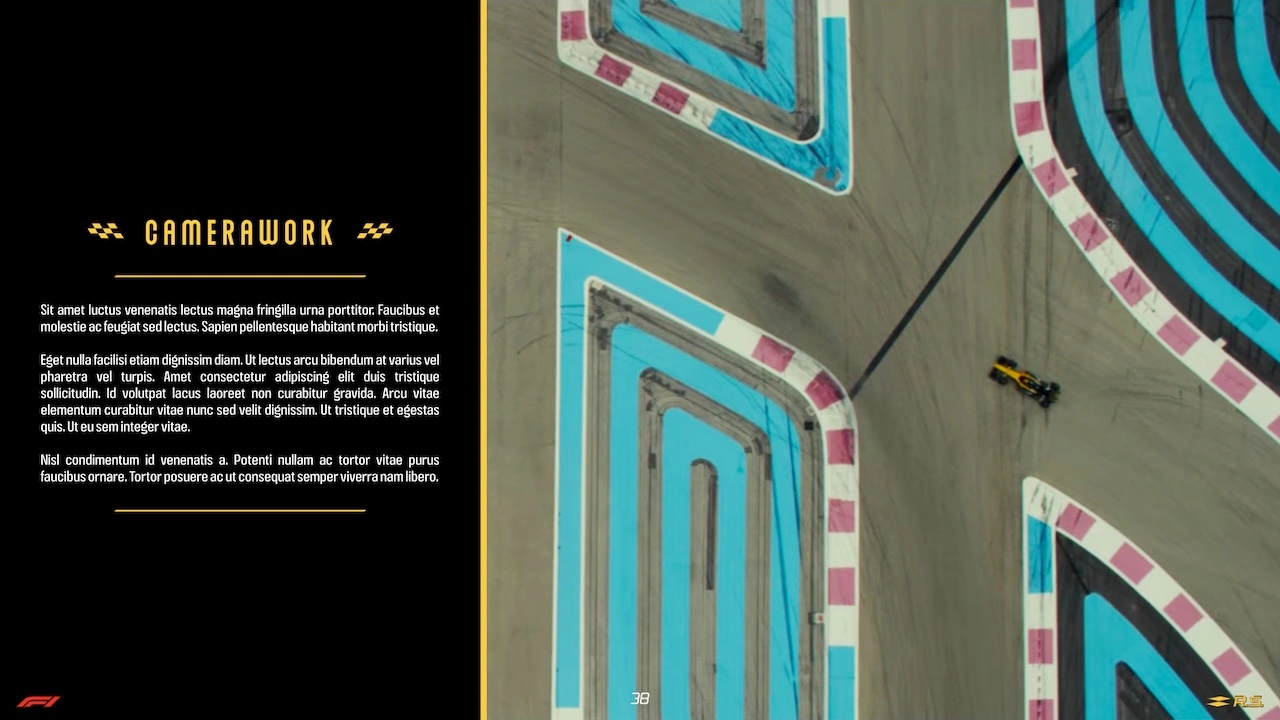 CAMERAWORK
Sit amet luctus venenatis lectus magna fringilla urna porttitor. Faucibus et
molestie ac feugiat sed lectus. Sapien pellentesque habitant morbi tristique.
Eget nulla facilisi etiam dignissim diam. Ut lectus arcu bibendum at varius vel
pharetra vel turpis. Amet consectetur adipiscing elit duis tristique
sollicitudin. Id volutpat lacus laoreet non curabitur gravida. Arcu vitae
elementum curabitur vitae nunc sed velit dignissim. Ut tristique et egestas
quis. Ut eu sem integer vitae.
Nisl condimentum id venenatis a. Potenti nullam ac tortor vitae purus
faucibus ornare. Tortor posuere ac ut consequat semper viverra nam libero.
F1
38
R.S.